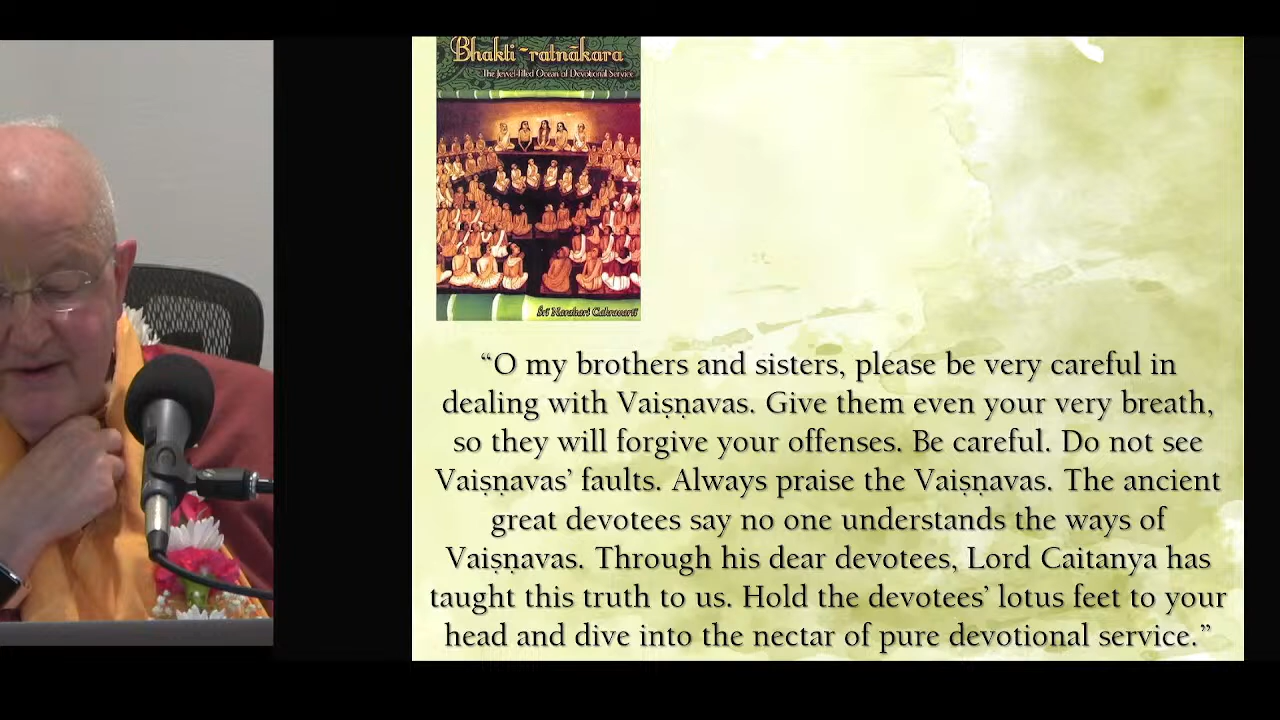 Bhakti-ratnākara
The Jewel-filled Ocean of Devotional Service
Śrī Narahari Cakravartī
“O my brothers and sisters, please be very careful in
dealing with Vaiṣṇavas. Give them even your very breath,
so they will forgive your offenses. Be careful. Do not see
Vaiṣṇavas’ faults. Always praise the Vaiṣṇavas. The ancient
great devotees say no one understands the ways of
Vaiṣṇavas. Through his dear devotees, Lord Caitanya has
taught this truth to us. Hold the devotees’ lotus feet to your
head and dive into the nectar of pure devotional service.”